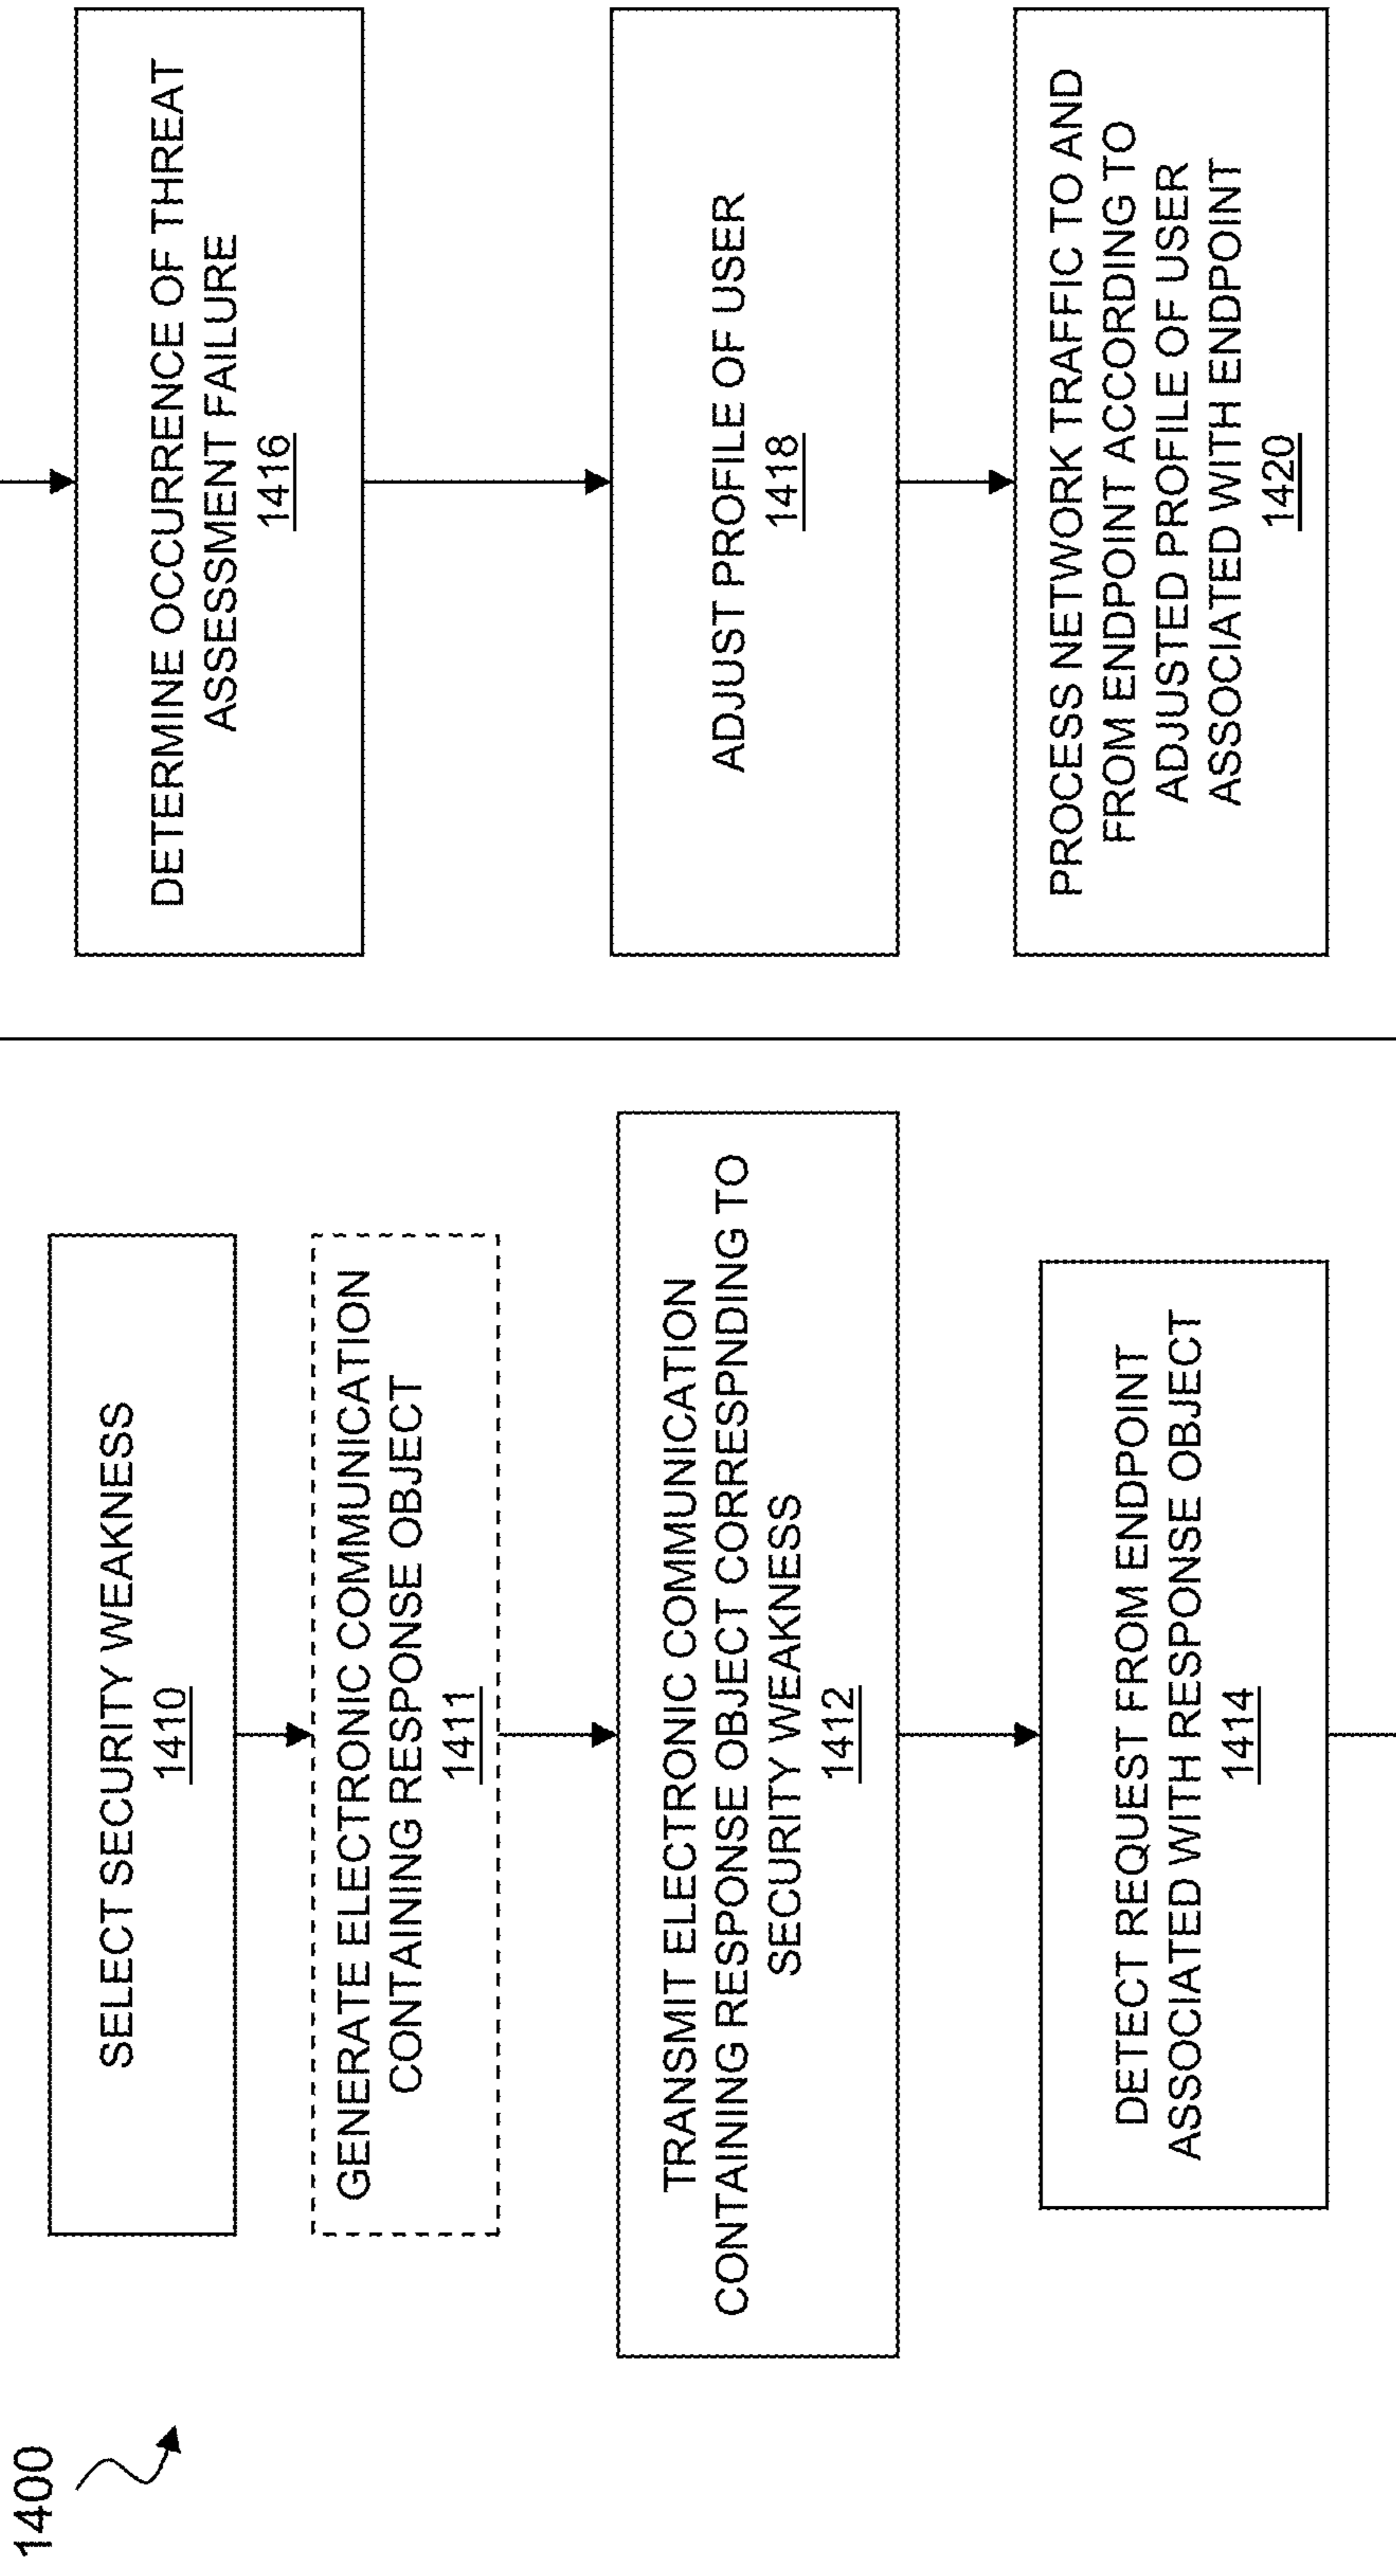 1400
SELECT SECURITY WEAKNESS
1410
GENERATE ELECTRONIC COMMUNICATION
CONTAINING RESPONSE OBJECT
1411
TRANSMIT ELECTRONIC COMMUNICATION
CONTAINING RESPONSE OBJECT CORRESPNDING TO
SECURITY WEAKNESS
1412
DETECT REQUEST FROM ENDPOINT
ASSOCIATED WITH RESPONSE OBJECT
1414
DETERMINE OCCURRENCE OF THREAT
ASSESSMENT FAILURE
1416
ADJUST PROFILE OF USER
1418
PROCESS NETWORK TRAFFIC TO AND
FROM ENDPOINT ACCORDING TO
ADJUSTED PROFILE OF USER
ASSOCIATED WITH ENDPOINT
1420